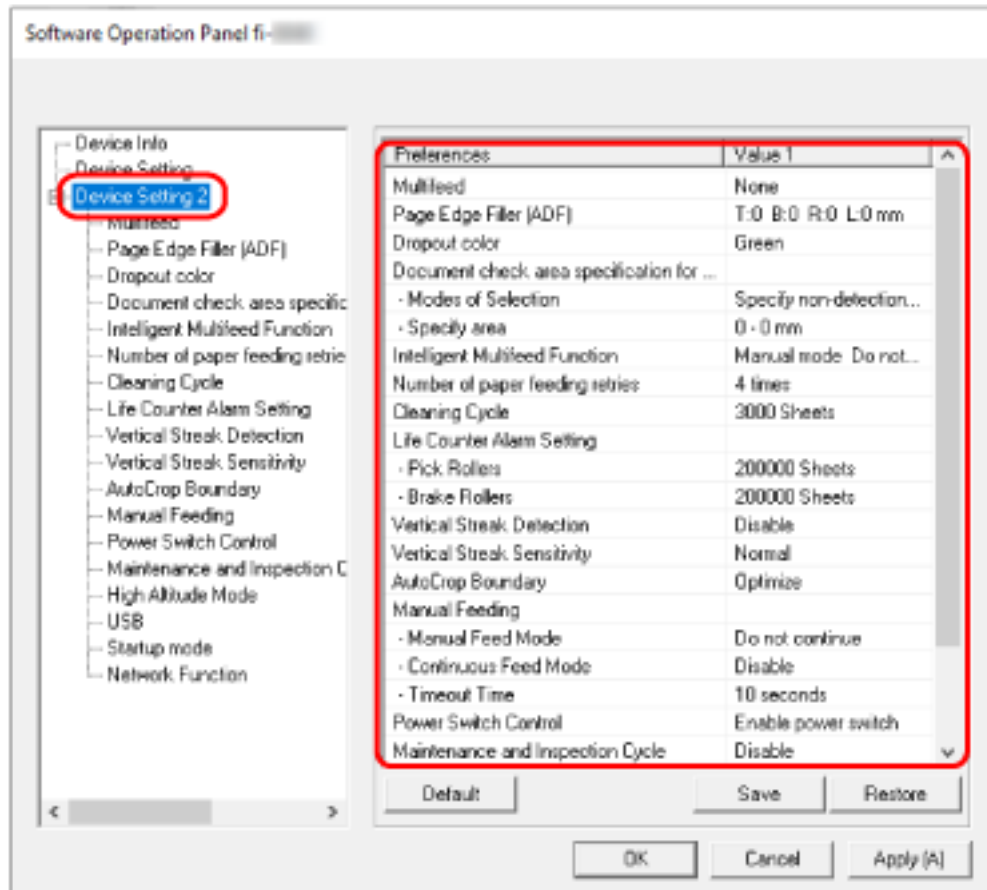 Software Operation Panel fi-
Device Info
Device Setting
Device Setting 2
Multifeed
Page Edge Filler (ADF)
Dropout color
Document check area specific
Intelligent Multifeed Function
Number of paper feeding retrie
Cleaning Cycle
Life Counter Alarm Setting
Vertical Streak Detection
Vertical Streak Sensitivity
AutoCrop Boundary
Manual Feeding
Power Switch Control
Maintenance and Inspection C
High Altitude Mode
USB
Startup mode
Network Function
Preferences Value 1
Multifeed None
Page Edge Filler (ADF) T:0 B:0 R:0 L:0 mm
Dropout color Green
Document check area specification for ...
- Modes of Selection Specify non-detection...
- Specify area 0 - 0 mm
Intelligent Multifeed Function Manual mode Do not...
Number of paper feeding retries 4 times
Cleaning Cycle 3000 Sheets
Life Counter Alarm Setting
- Pick Rollers 200000 Sheets
- Brake Rollers 200000 Sheets
Vertical Streak Detection Disable
Vertical Streak Sensitivity Normal
AutoCrop Boundary Optimize
Manual Feeding
- Manual Feed Mode Do not continue
- Continuous Feed Mode Disable
- Timeout Time 10 seconds
Power Switch Control Enable power switch
Maintenance and Inspection Cycle Disable
Default Save Restore
OK Cancel Apply (A)